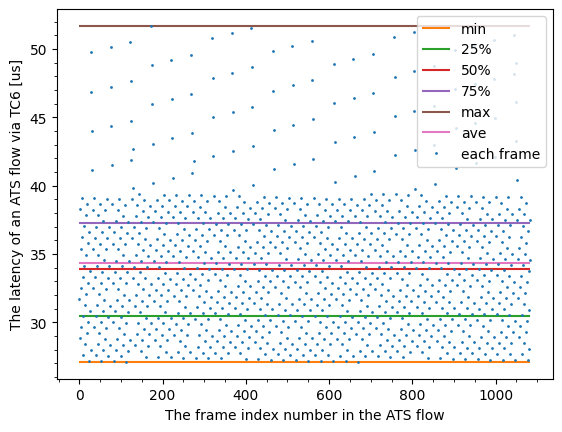 The latency of an ATS flow via TC6 [us]
50
45
40
35
30
0
200
400
600
800
1000
The frame index number in the ATS flow
min
25%
50%
75%
max
ave
each frame